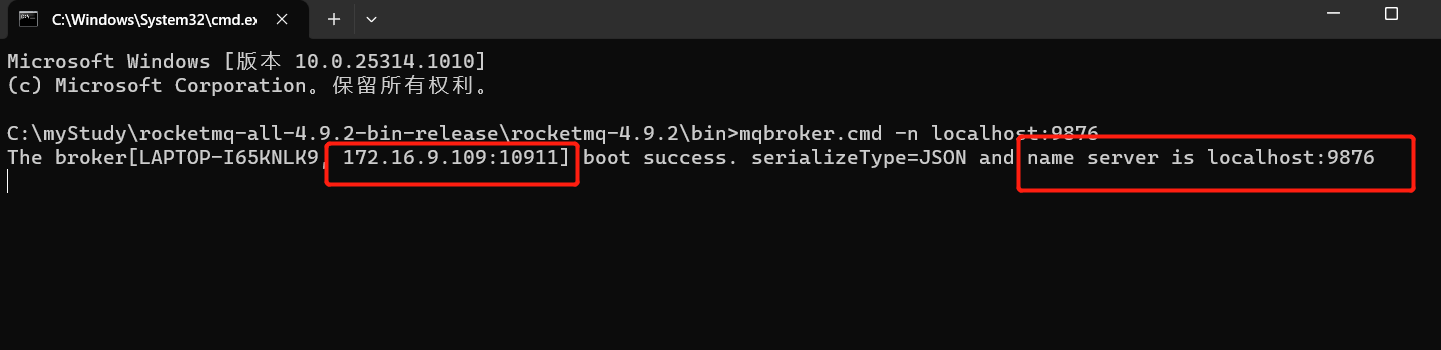 C:\Windows\System32\cmd.ex
Microsoft Windows [版本 10.0.25314.1010]
(c) Microsoft Corporation。保留所有权利。
C:\myStudy\rocketmq-all-4.9.2-bin-release\rocketmq-4.9.2\bin>mqbroker.cmd -n localhost:9876
The broker[LAPTOP-I65KNLK9, 172.16.9.109:10911] boot success. serializeType=JSON and name server is localhost:9876